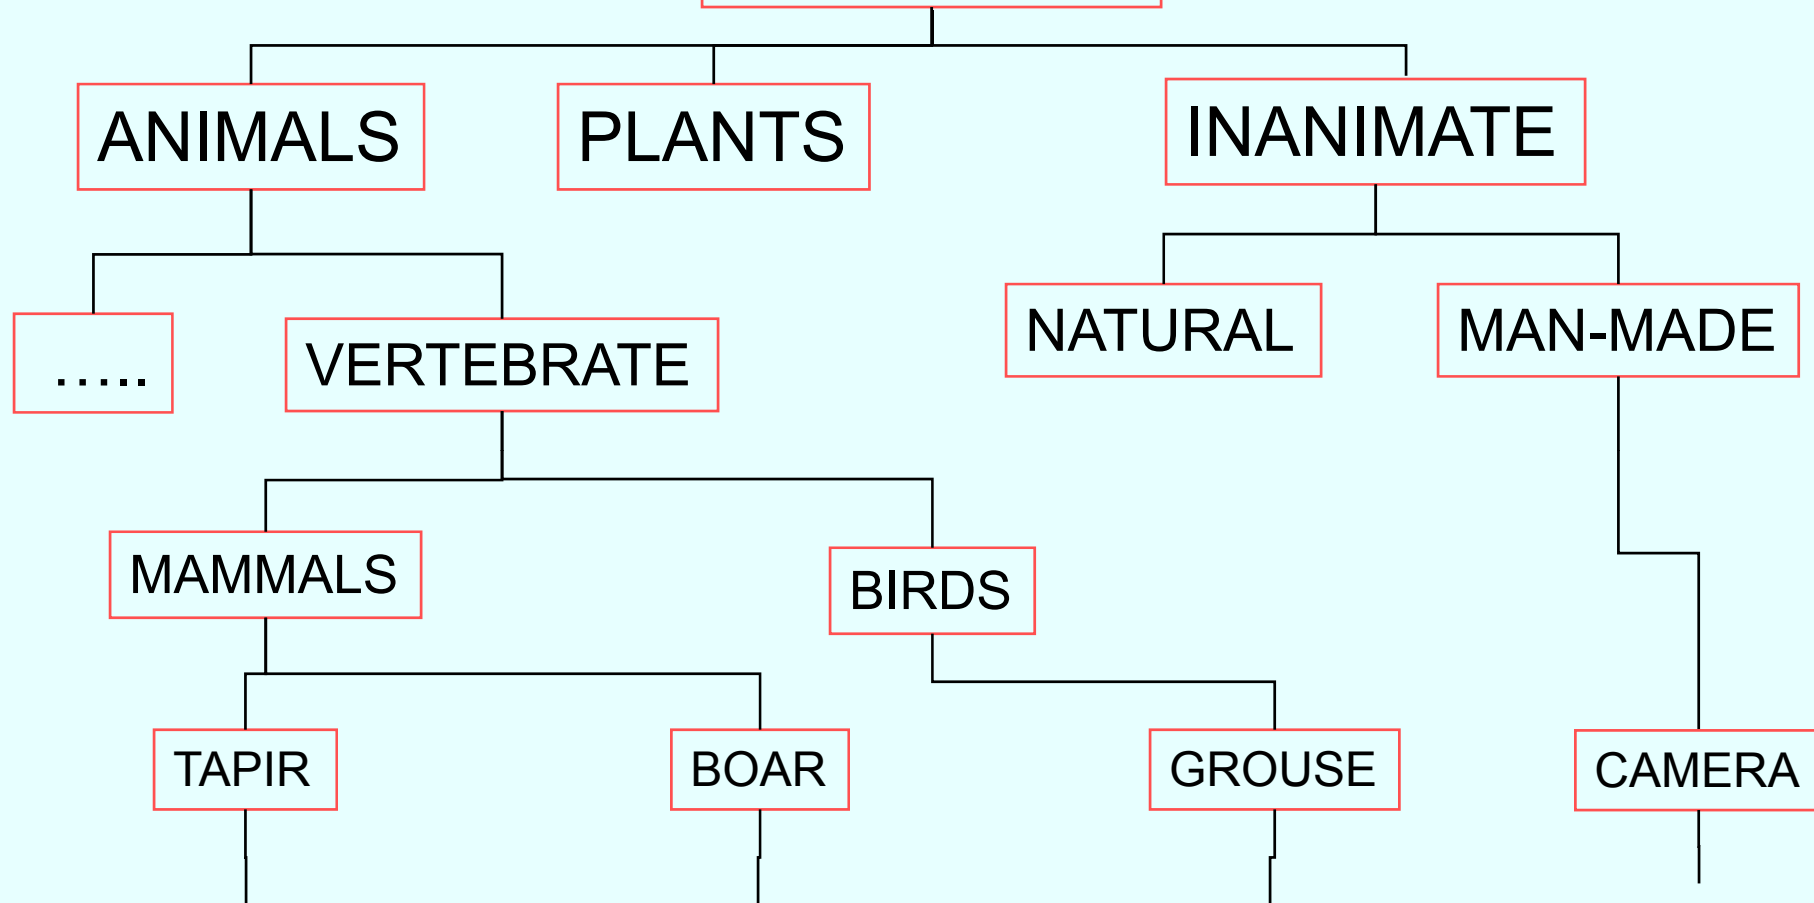 ANIMALS
PLANTS
INANIMATE
NATURAL
MAN-MADE
…..
VERTEBRATE
MAMMALS
BIRDS
TAPIR
BOAR
GROUSE
CAMERA